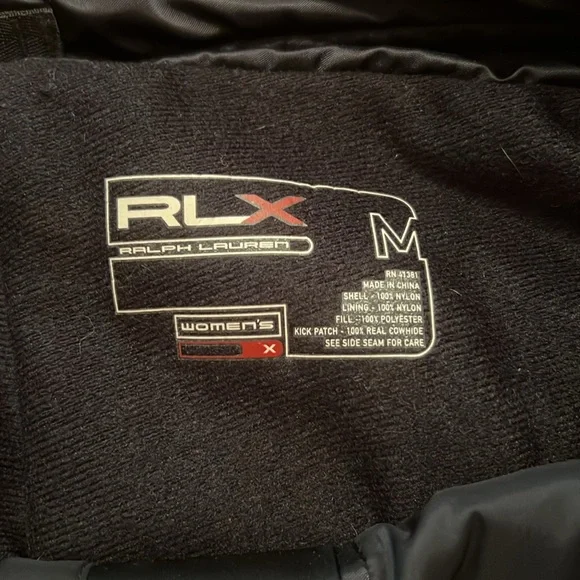 RLX
RALPH LAUREN
M
RN 41381
MADE IN CHINA
SHELL - 100% NYLON
LINING - 100% NYLON
FILL - 100% POLYESTER
KICK PATCH - 100% REAL COWHIDE
SEE SIDE SEAM FOR CARE
WOMEN'S
X